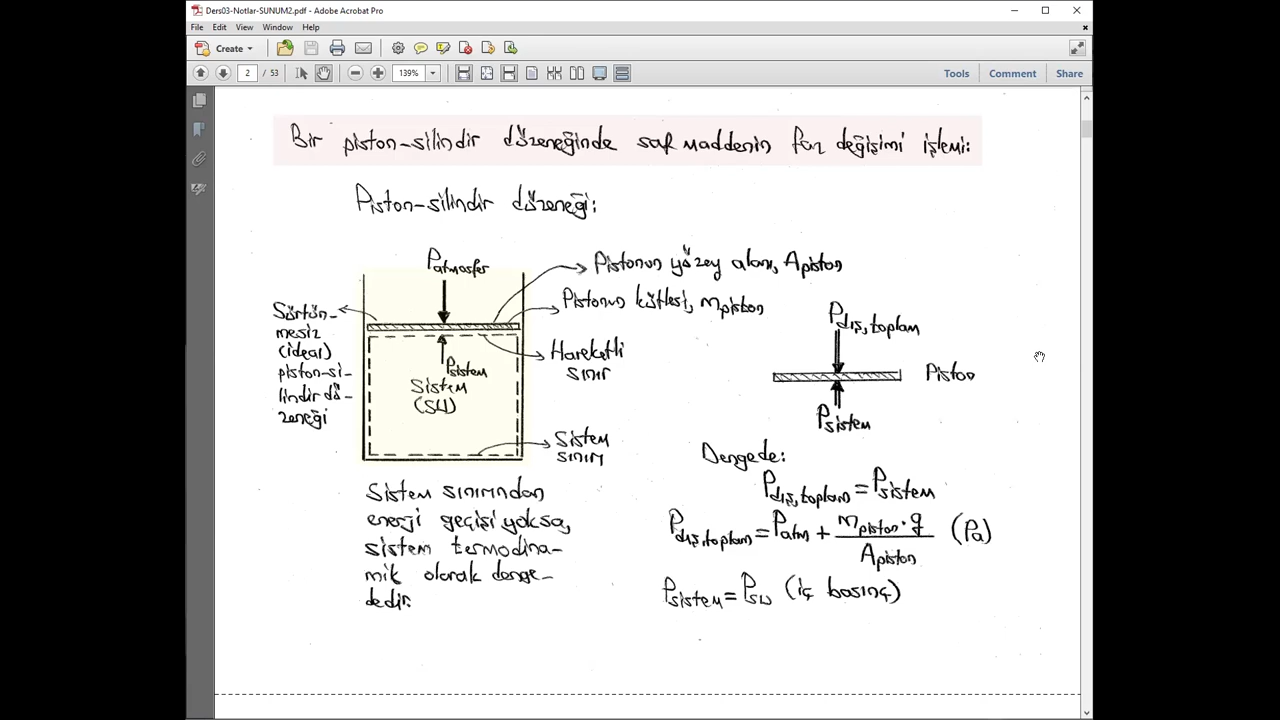 Ders03-Notlar-SUNUM2.pdf - Adobe Acrobat Pro
File Edit View Window Help
Create
2 / 53 139% Tools Comment Share
Bir piston-silindir düzeneğinde saf maddenin faz değişimi işlemi:
Piston-silindir düzeneği:
Patmosfer
Pistonun yüzey alanı, Apiston
Pistonun kütlesi, mpiston
Sürtün-
mesiz
(ideal)
piston-si-
lindir dü-
zeneği
Hareketli
sınır
Psistem
Sistem
(SU)
Sistem
sınırı
Sistem sınırından
enerji geçişi yoksa,
sistem termodina-
mik olarak denge-
dedir.
Pdış,toplam
Piston
Psistem
Dengede:
Pdış,toplam = Psistem
Pdış,toplam = Patm + mpiston·g / Apiston (Pa)
Psistem = Psu (iç basınç)